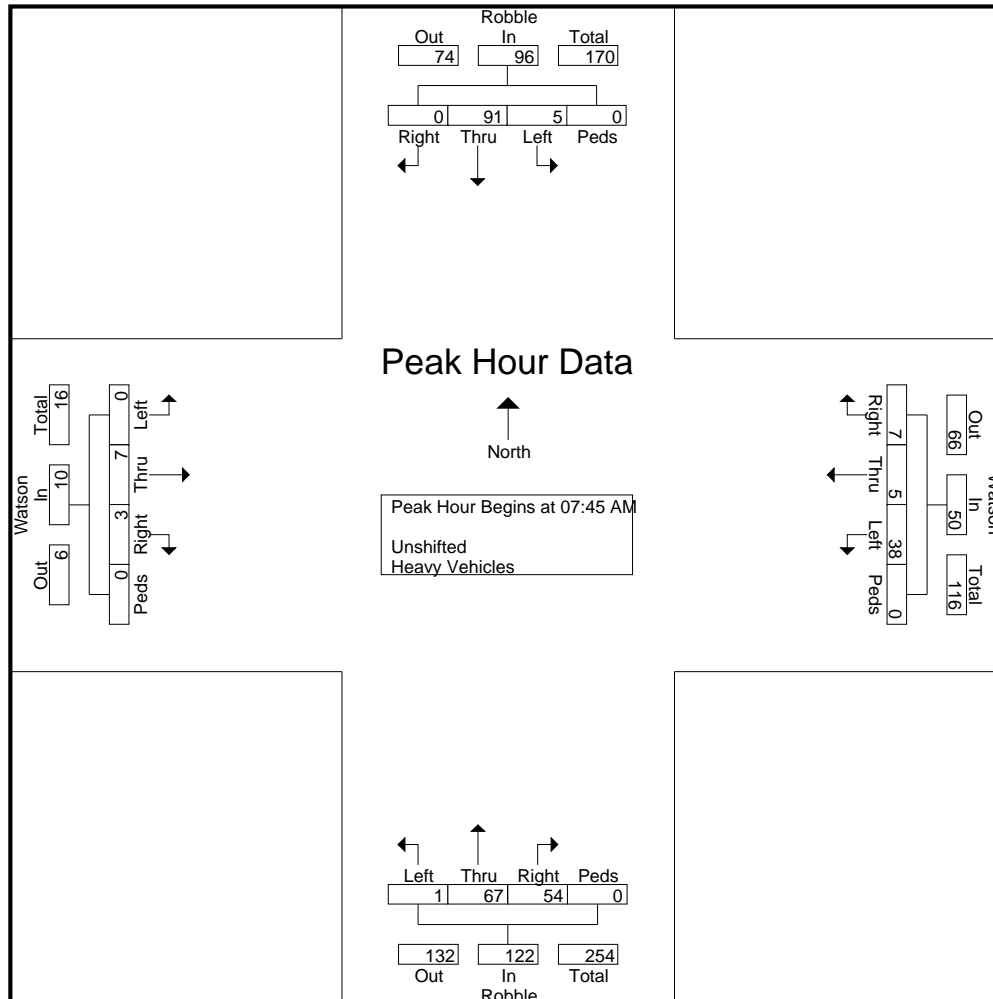 Robble
Out In Total
74 96 170
0 91 5 0
Right Thru Left Peds
Peak Hour Data
North
Peak Hour Begins at 07:45 AM
Unshifted
Heavy Vehicles
Watson
Total In Out
16 10 6
0 7 3 0
Left Thru Right Peds
Right Thru Left Peds
7 5 38 0
Out In Total
66 50 116
Watson
Left Thru Right Peds
1 67 54 0
132 122 254
Out In Total
Robble